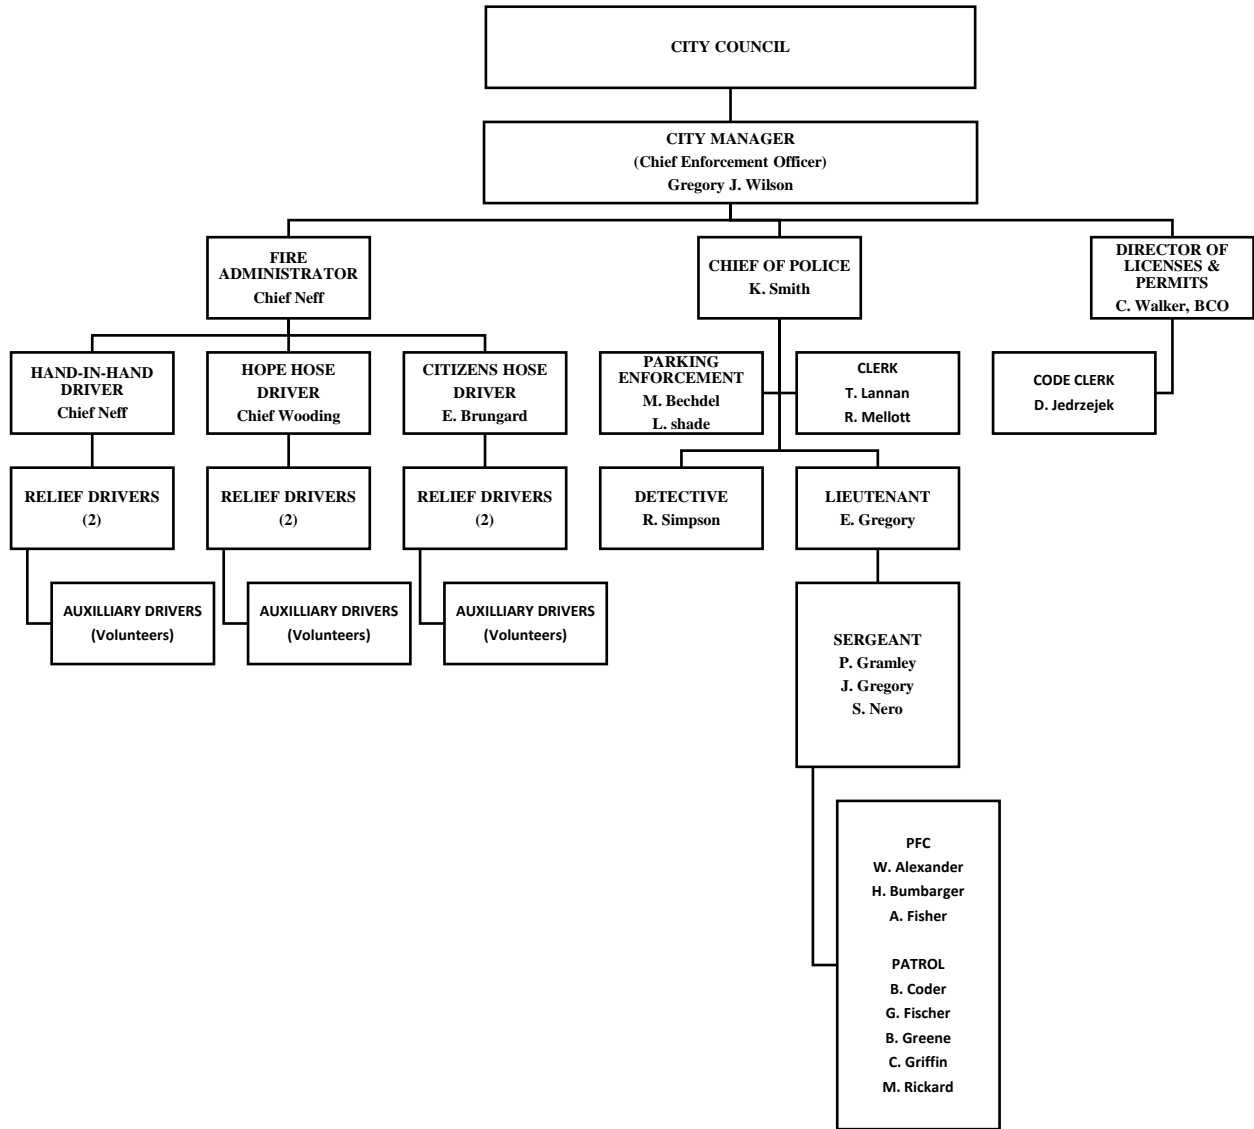 CITY COUNCIL
CITY MANAGER
(Chief Enforcement Officer)
Gregory J. Wilson
FIRE
ADMINISTRATOR
Chief Neff
CHIEF OF POLICE
K. Smith
DIRECTOR OF
LICENSES &
PERMITS
C. Walker, BCO
HAND-IN-HAND
DRIVER
Chief Neff
HOPE HOSE
DRIVER
Chief Wooding
CITIZENS HOSE
DRIVER
E. Brungard
PARKING
ENFORCEMENT
M. Bechdel
L. shade
CLERK
T. Lannan
R. Mellott
CODE CLERK
D. Jedrzejek
RELIEF DRIVERS
(2)
RELIEF DRIVERS
(2)
RELIEF DRIVERS
(2)
DETECTIVE
R. Simpson
LIEUTENANT
E. Gregory
AUXILLIARY DRIVERS
(Volunteers)
AUXILLIARY DRIVERS
(Volunteers)
AUXILLIARY DRIVERS
(Volunteers)
SERGEANT
P. Gramley
J. Gregory
S. Nero
PFC
W. Alexander
H. Bumbarger
A. Fisher
PATROL
B. Coder
G. Fischer
B. Greene
C. Griffin
M. Rickard